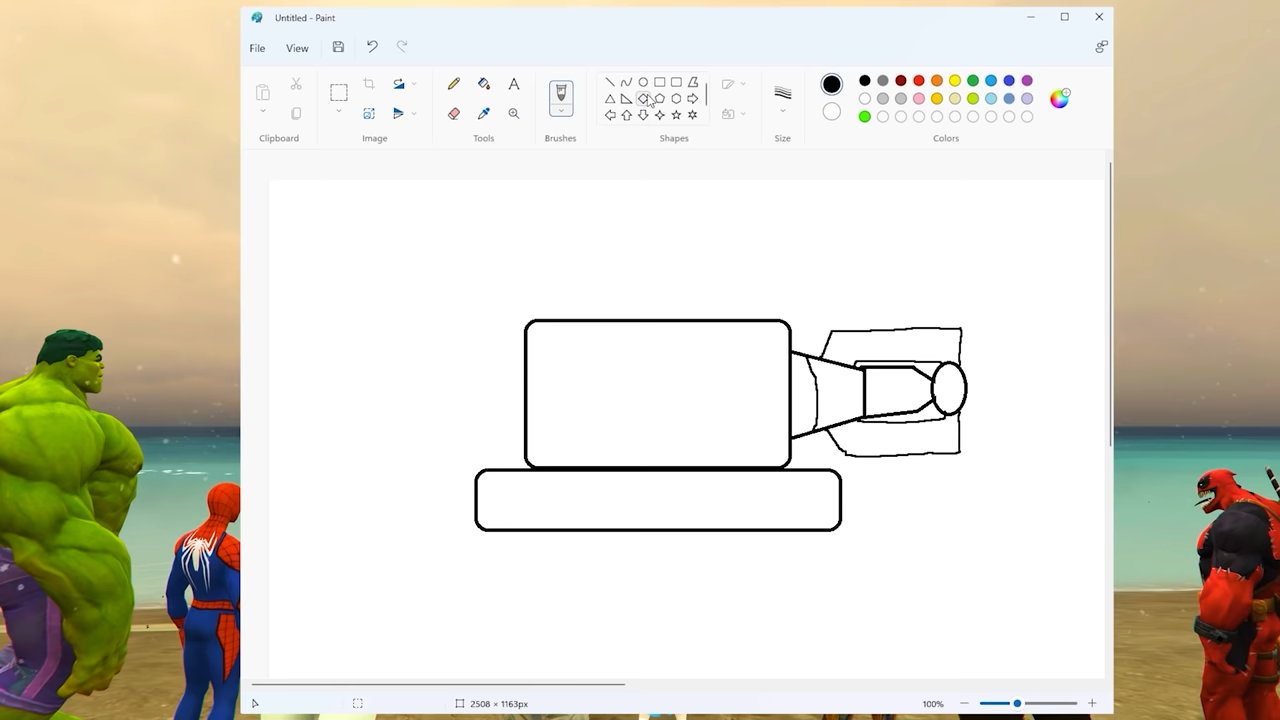 Untitled - Paint
File View
Clipboard Image Tools Brushes Shapes Size Colors
2508 × 1163px 100%